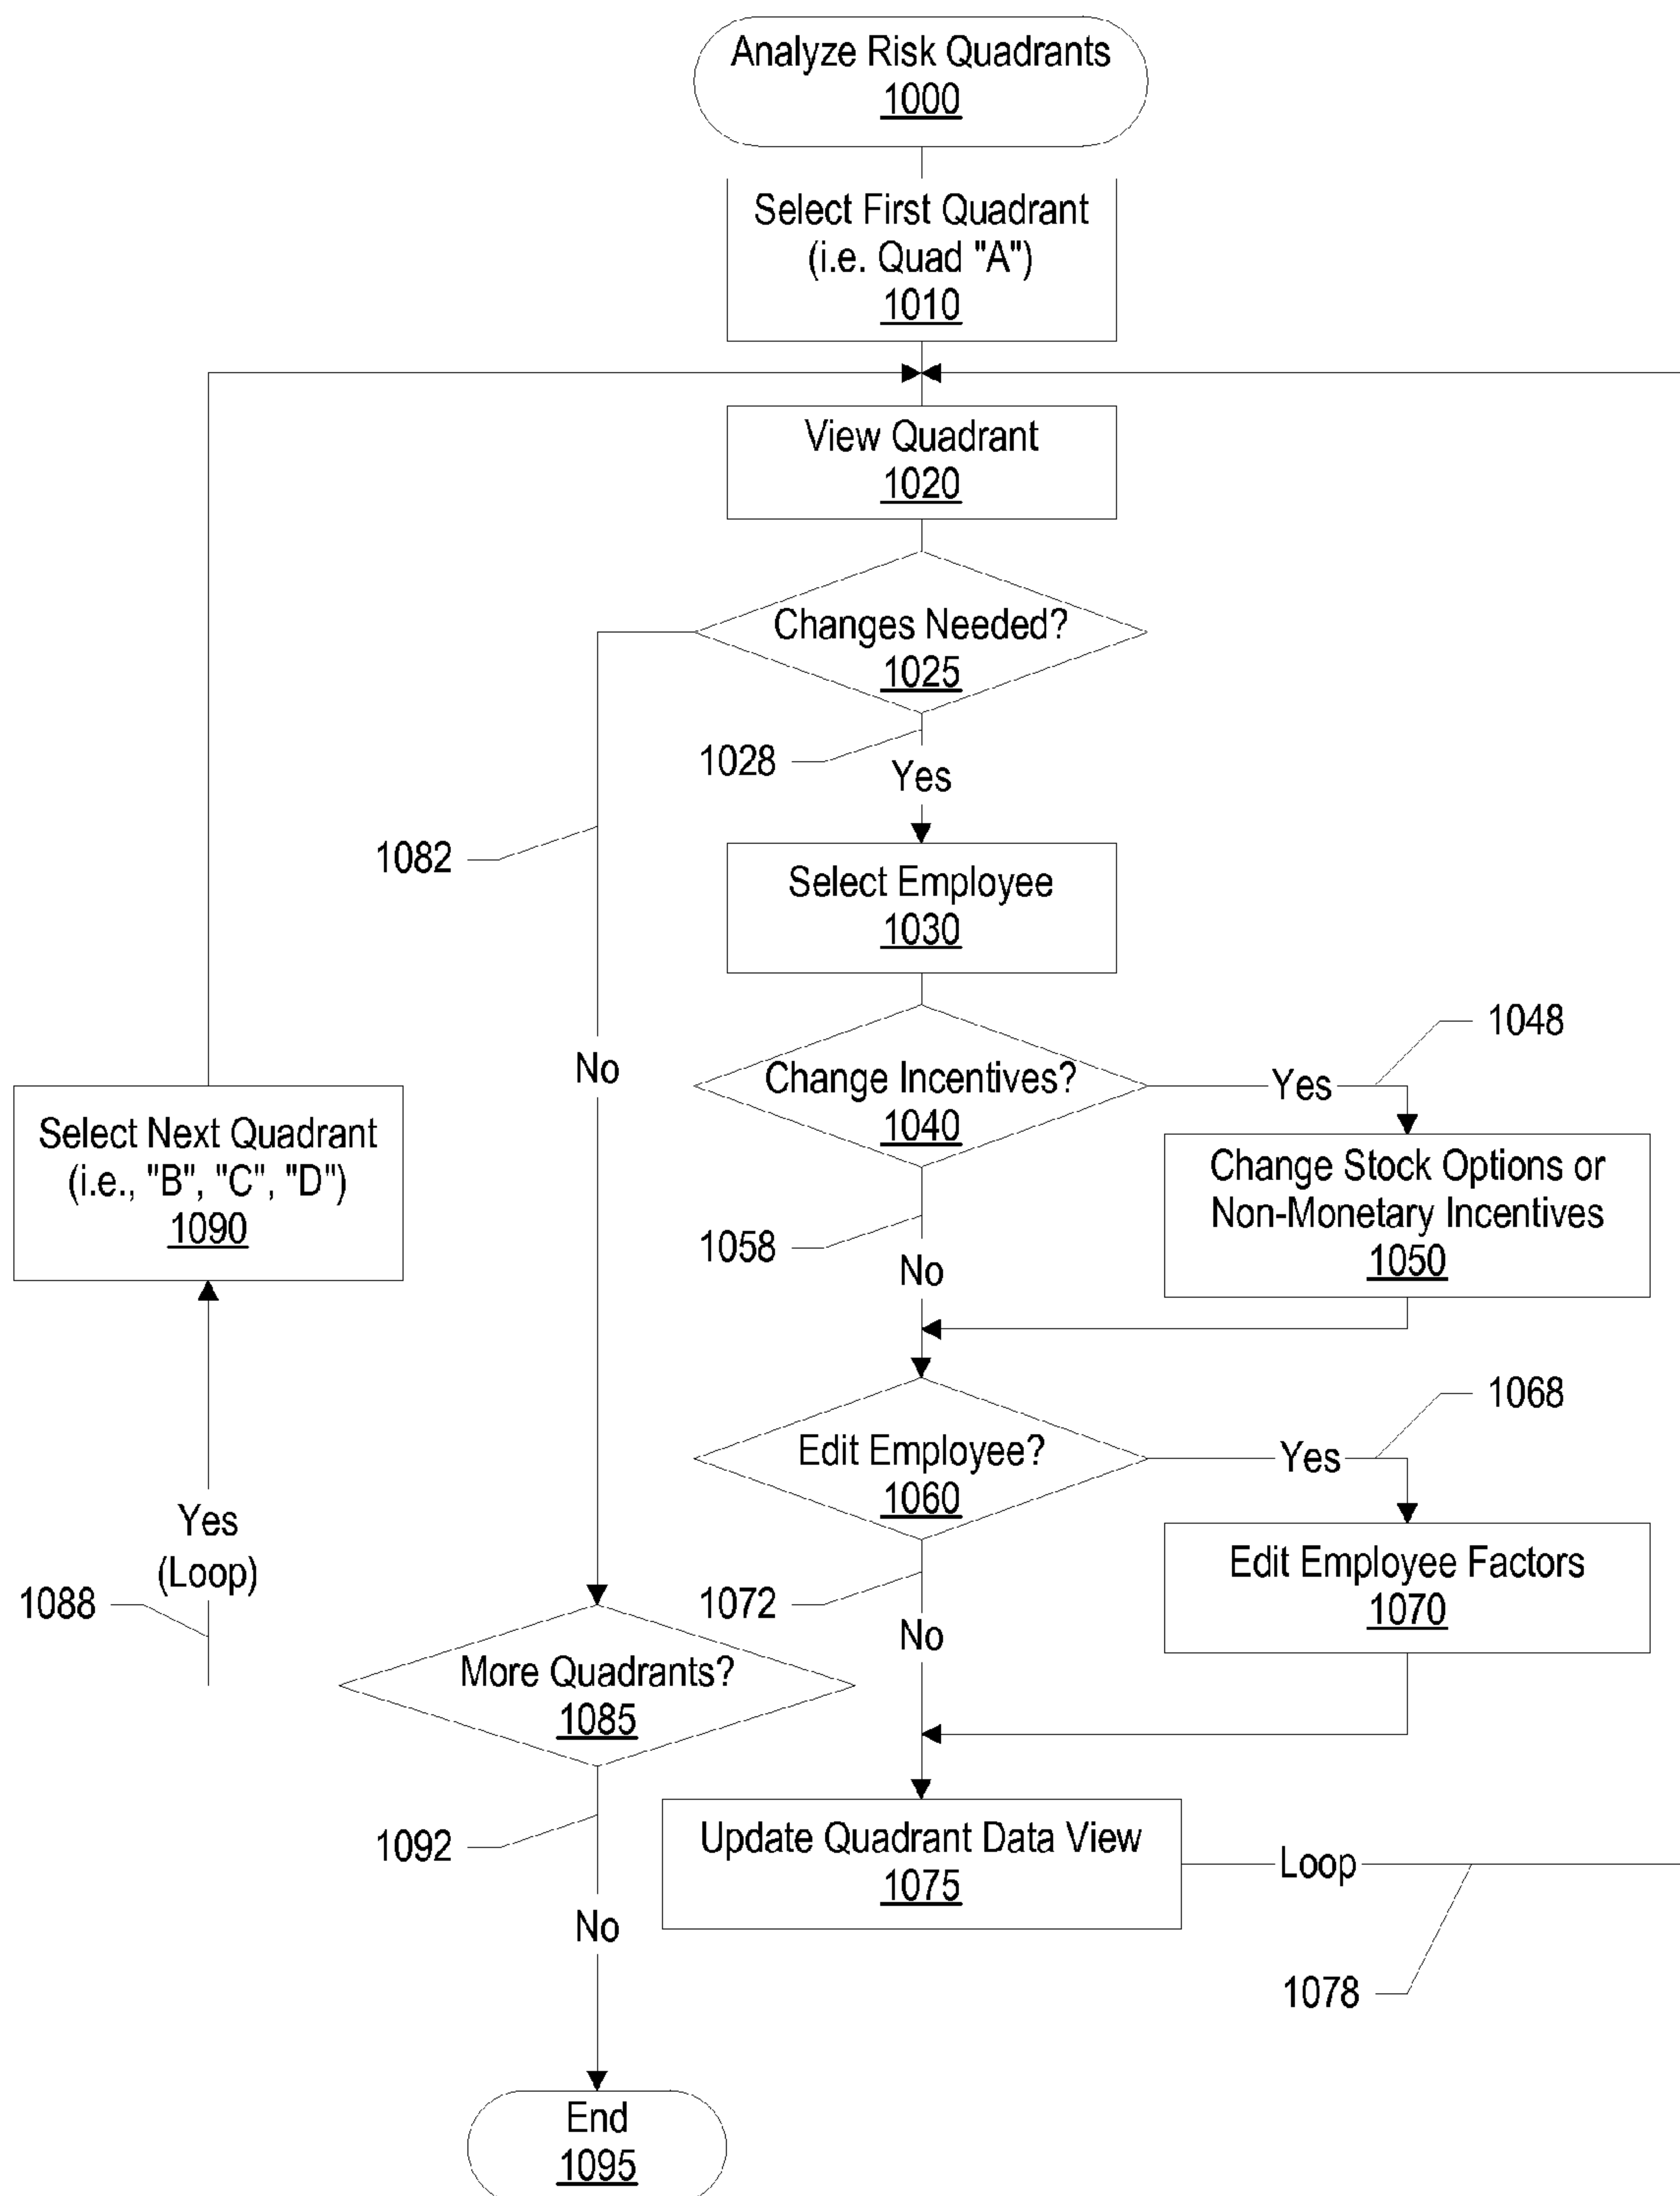 Analyze Risk Quadrants
1000
Select First Quadrant
(i.e. Quad "A")
1010
View Quadrant
1020
Changes Needed?
1025
1028
Yes
1082
Select Employee
1030
1048
No
Change Incentives?
1040
Yes
Select Next Quadrant
(i.e., "B", "C", "D")
1090
Change Stock Options or
Non-Monetary Incentives
1050
1058
No
1068
Edit Employee?
1060
Yes
Yes
(Loop)
1088
Edit Employee Factors
1070
1072
No
More Quadrants?
1085
1092
Update Quadrant Data View
1075
Loop
No
1078
End
1095